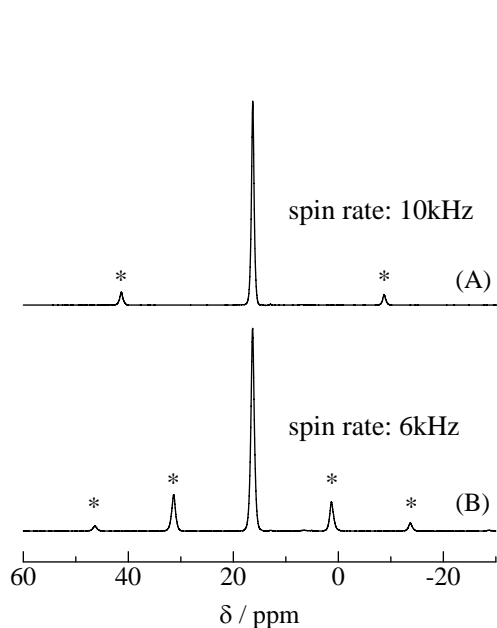 spin rate: 10kHz
* *
(A)
spin rate: 6kHz
* * * *
(B)
60 40 20 0 -20
δ / ppm